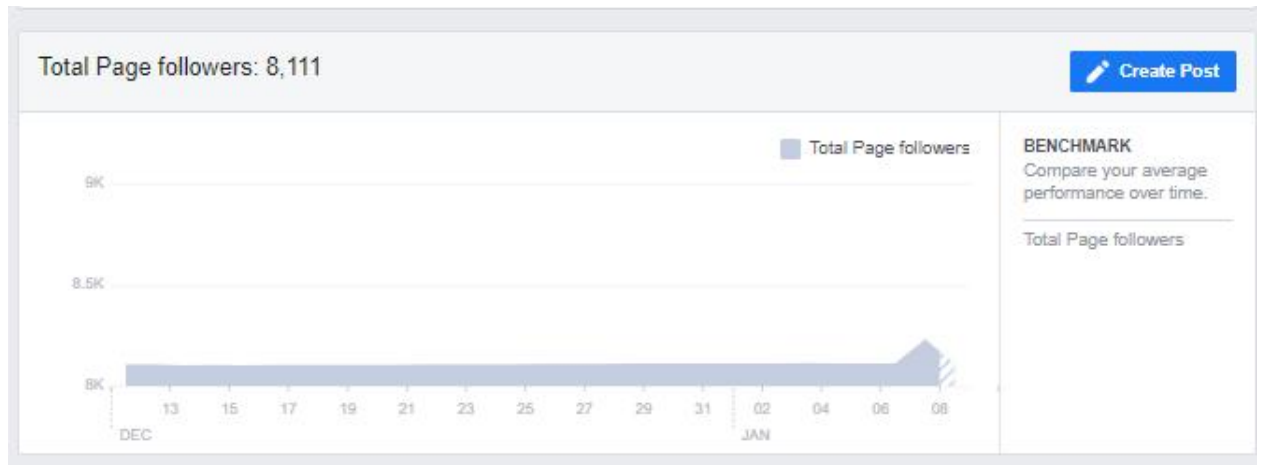 Total Page followers: 8,111
Create Post
Total Page followers
BENCHMARK
Compare your average
performance over time.
Total Page followers
9K
8.5K
8K
13 15 17 19 21 23 25 27 29 31 02 04 06 08
DEC JAN